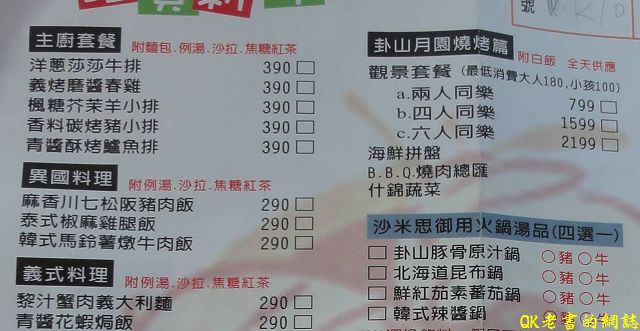 號
主廚套餐 附麵包.例湯.沙拉.焦糖紅茶
洋蔥莎莎牛排 390
義烤磨醬春雞 390
楓糖芥茉羊小排 390
香料碳烤豬小排 390
青醬酥烤鱸魚排 390
異國料理 附例湯.沙拉.焦糖紅茶
麻香川七松阪豬肉飯 290
泰式椒麻雞腿飯 290
韓式馬鈴薯燉牛肉飯 290
義式料理 附例湯.沙拉.焦糖紅茶
黎汁蟹肉義大利麵 290
青醬花蝦焗飯 290
卦山月圓燒烤篇 附白飯 全天供應
觀景套餐 (最低消費大人180.小孩100)
a.兩人同樂 799
b.四人同樂 1599
c.六人同樂 2199
海鮮拼盤
B.B.Q.燒肉總匯
什錦蔬菜
沙米思御用火鍋湯品(四選一)
卦山豚骨原汁鍋 ○豬 ○牛
北海道昆布鍋 ○豬 ○牛
鮮紅茄素蕃茄鍋 ○豬 ○牛
韓式辣醬鍋 ○豬 ○牛
QK老書的網誌